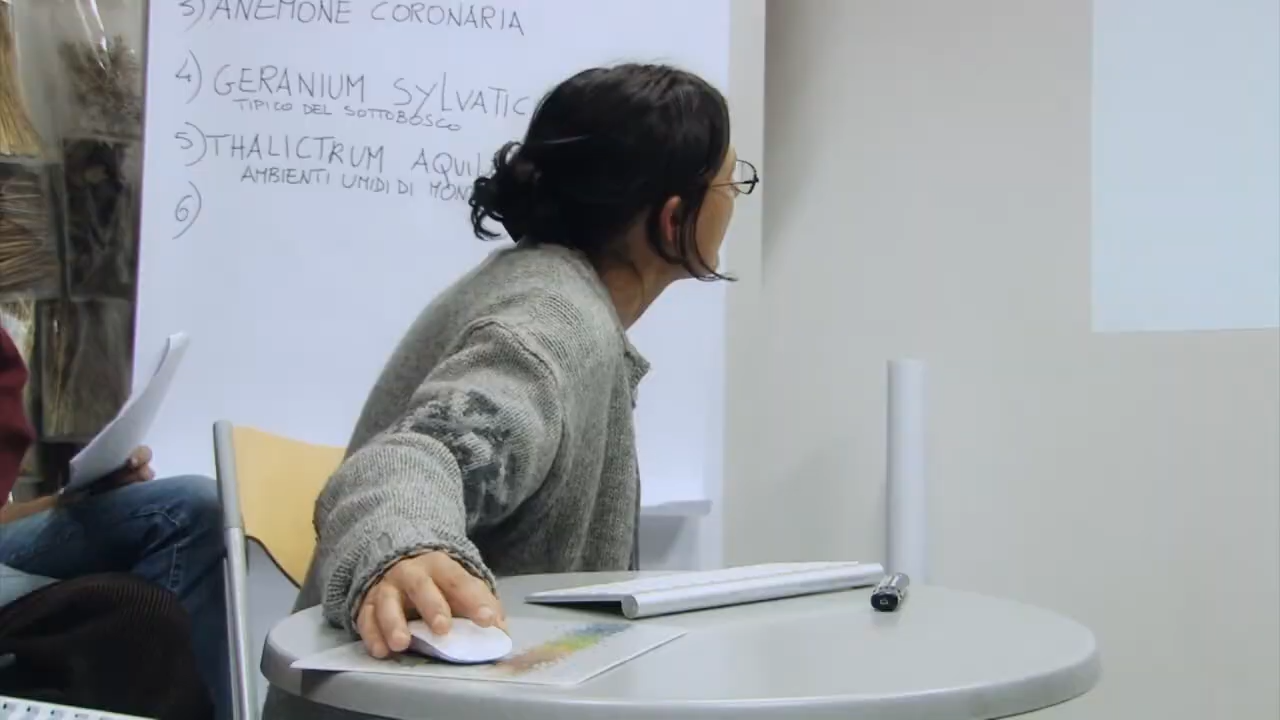 3) ANEMONE CORONARIA
4) GERANIUM SYLVATIC
TIPICO DEL SOTTOBOSCO
5) THALICTRUM AQUIL
AMBIENTI UMIDI DI MON
6)